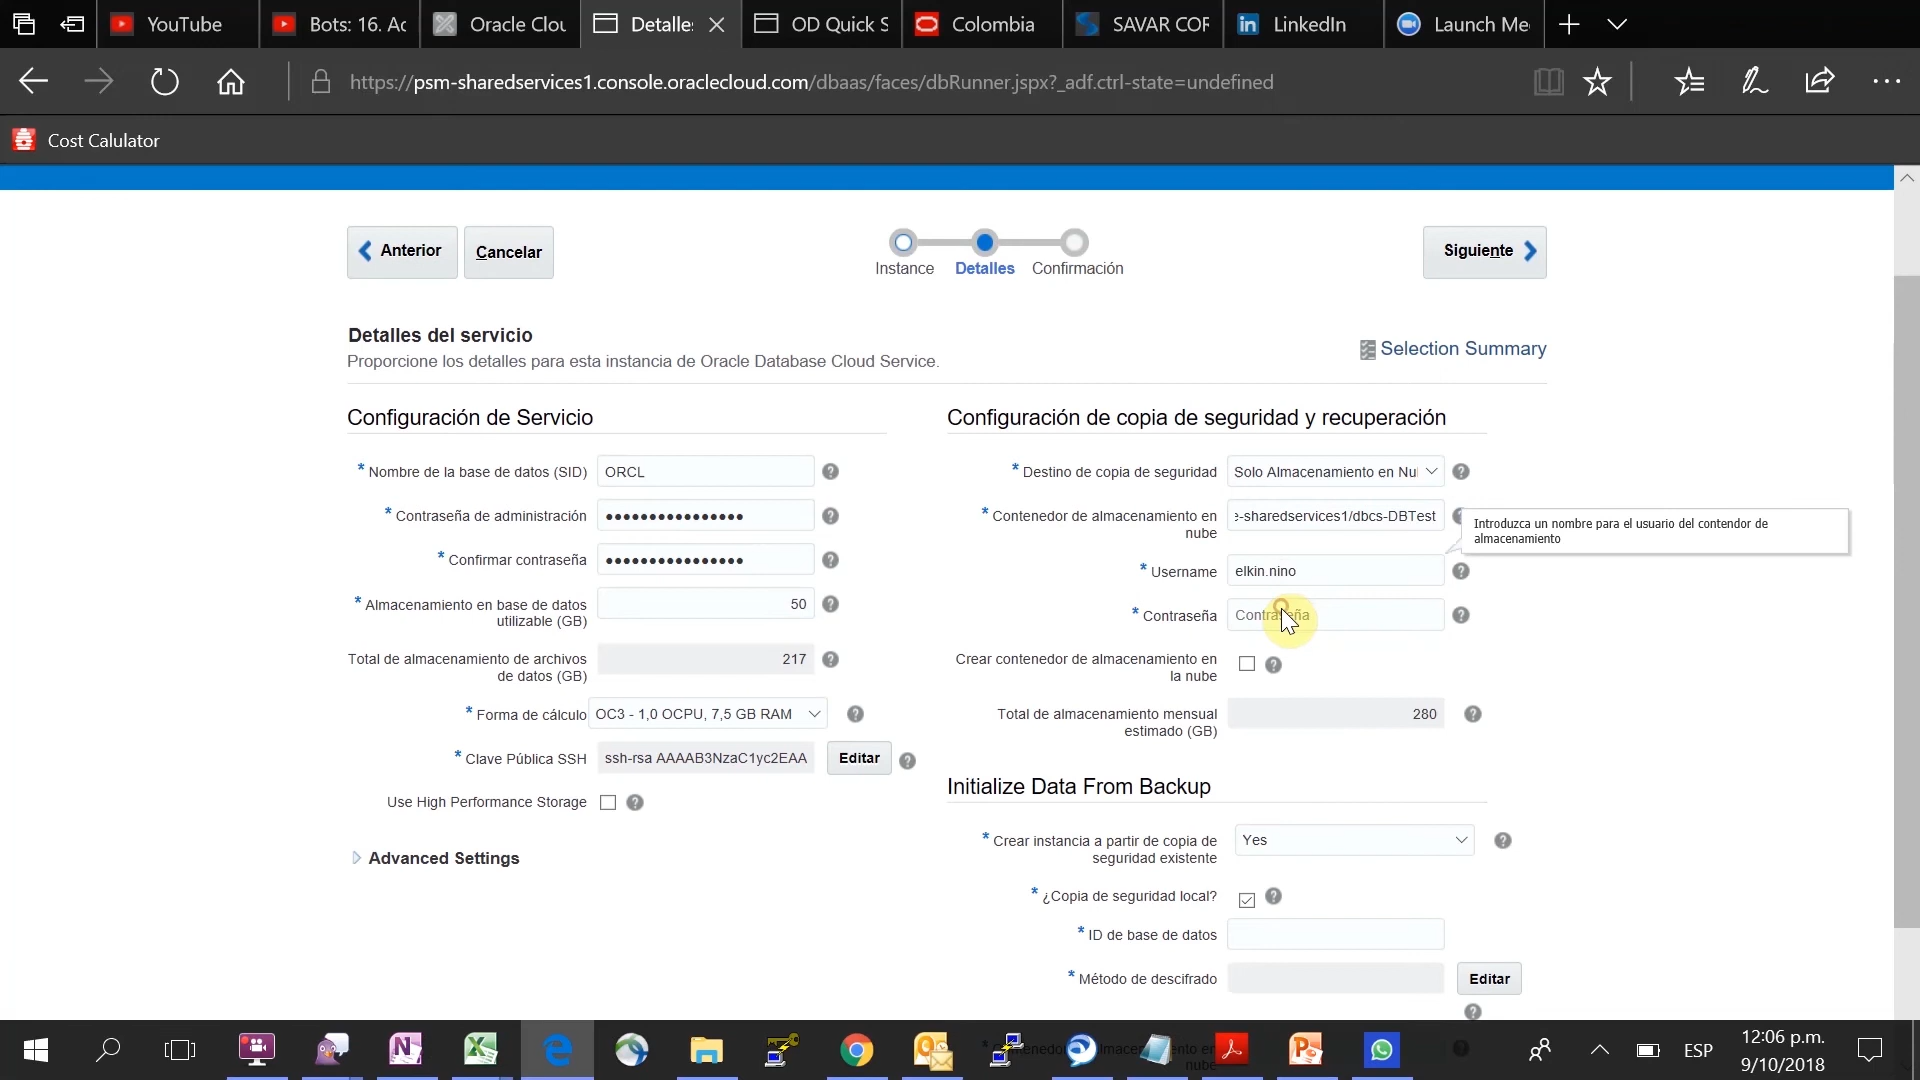 YouTube
Bots: 16. Ac
Oracle Clou
Detalle:
OD Quick S
Colombia
SAVAR COF
LinkedIn
Launch Me
https://psm-sharedservices1.console.oraclecloud.com/dbaas/faces/dbRunner.jspx?_adf.ctrl-state=undefined
Cost Calulator
Anterior
Cancelar
Instance
Detalles
Confirmación
Siguiente
Detalles del servicio
Proporcione los detalles para esta instancia de Oracle Database Cloud Service.
Selection Summary
Configuración de Servicio
* Nombre de la base de datos (SID) ORCL
* Contraseña de administración ••••••••••••••••
* Confirmar contraseña ••••••••••••••••
* Almacenamiento en base de datos
utilizable (GB)
50
Total de almacenamiento de archivos
de datos (GB)
217
* Forma de cálculo OC3 - 1,0 OCPU, 7,5 GB RAM
* Clave Pública SSH ssh-rsa AAAAB3NzaC1yc2EAA Editar
Use High Performance Storage
Advanced Settings
Configuración de copia de seguridad y recuperación
* Destino de copia de seguridad Solo Almacenamiento en Nu
* Contenedor de almacenamiento en
nube
e-sharedservices1/dbcs-DBTest
Introduzca un nombre para el usuario del contendor de
almacenamiento
* Username elkin.nino
* Contraseña Contraseña
Crear contenedor de almacenamiento en
la nube
Total de almacenamiento mensual
estimado (GB)
280
Initialize Data From Backup
* Crear instancia a partir de copia de
seguridad existente
Yes
* ¿Copia de seguridad local?
* ID de base de datos
* Método de descifrado Editar
ESP
12:06 p.m.
9/10/2018